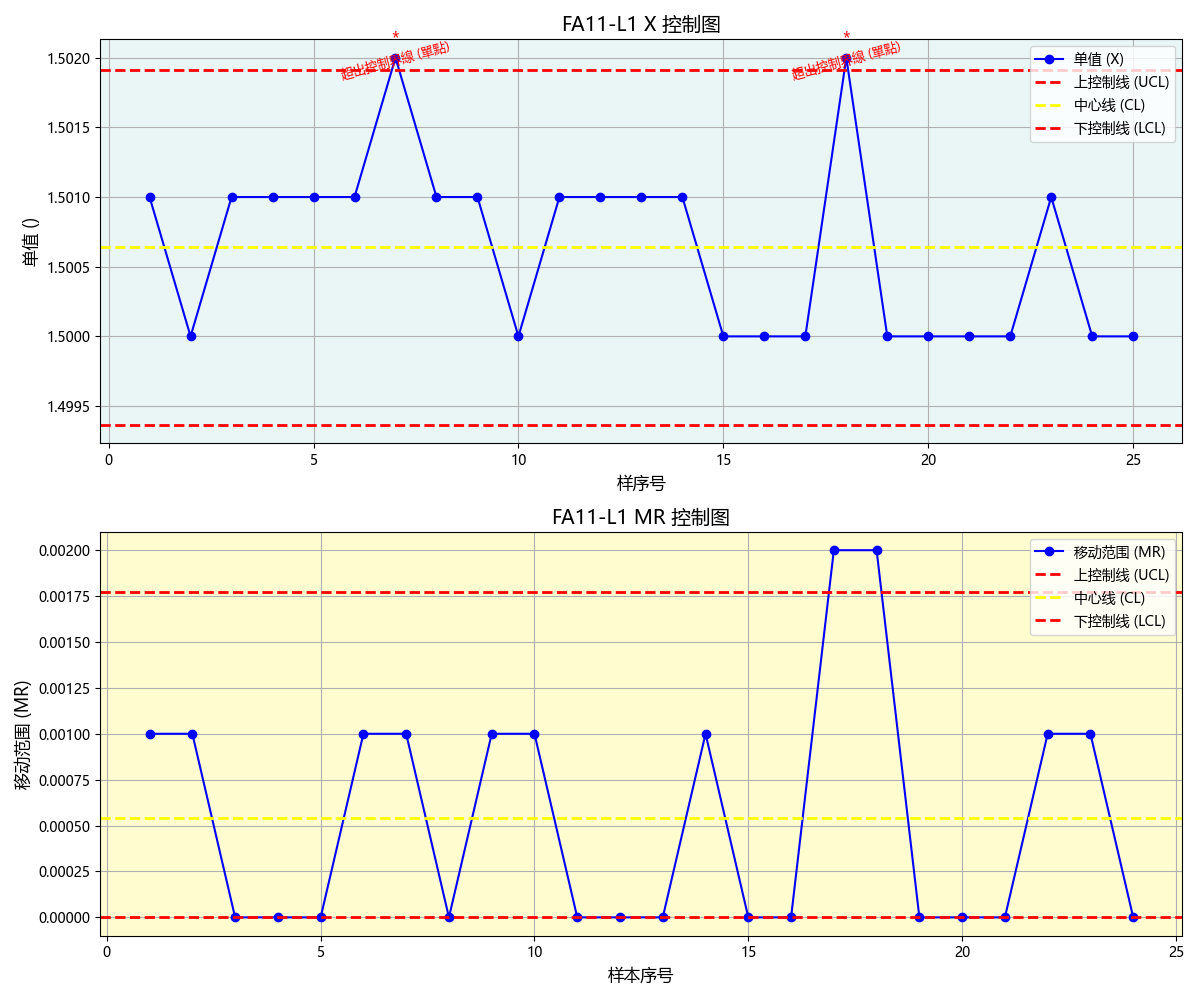 FA11-L1 X 控制图
*
*
超出控制界線 (單點)
超出控制界線 (單點)
单值 (X)
上控制线 (UCL)
中心线 (CL)
下控制线 (LCL)
单值 ()
1.5020
1.5015
1.5010
1.5005
1.5000
1.4995
0
5
10
15
20
25
样序号
FA11-L1 MR 控制图
移动范围 (MR)
上控制线 (UCL)
中心线 (CL)
下控制线 (LCL)
移动范围 (MR)
0.00200
0.00175
0.00150
0.00125
0.00100
0.00075
0.00050
0.00025
0.00000
0
5
10
15
20
25
样本序号